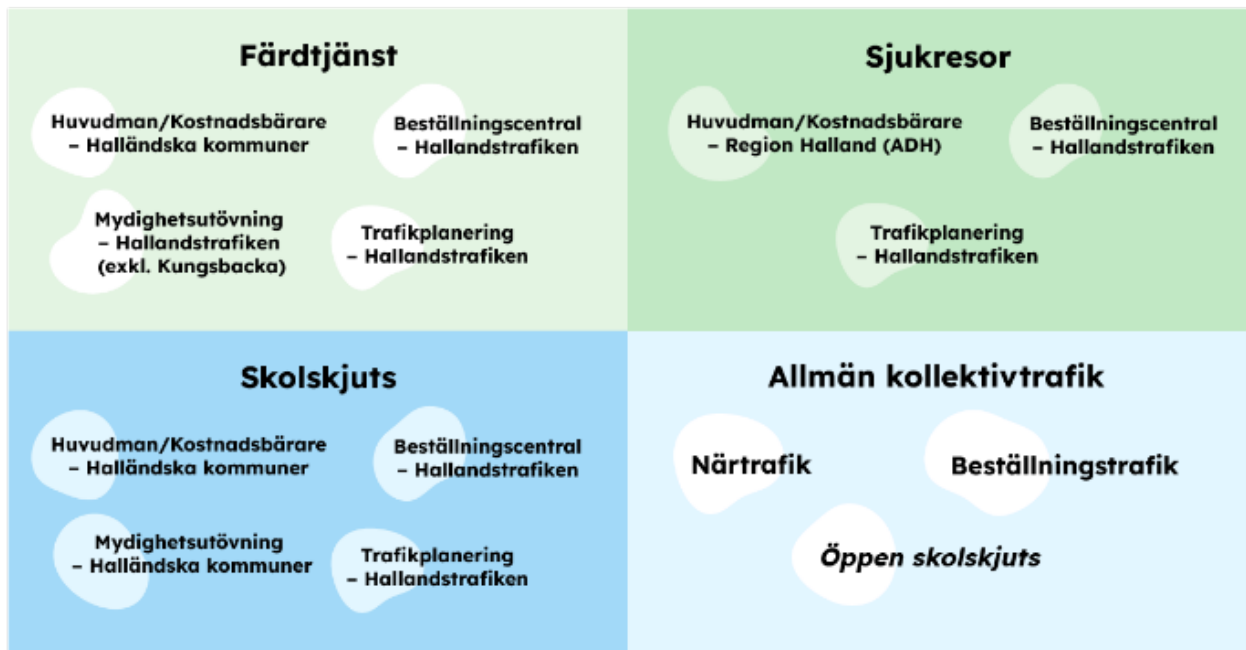 Färdtjänst
Huvudman/Kostnadsbärare
– Halländska kommuner
Beställningscentral
– Hallandstrafiken
Mydighetsutövning
– Hallandstrafiken
(exkl. Kungsbacka)
Trafikplanering
– Hallandstrafiken
Sjukresor
Huvudman/Kostnadsbärare
– Region Halland (ADH)
Beställningscentral
– Hallandstrafiken
Trafikplanering
– Hallandstrafiken
Skolskjuts
Huvudman/Kostnadsbärare
– Halländska kommuner
Beställningscentral
– Hallandstrafiken
Mydighetsutövning
– Halländska kommuner
Trafikplanering
– Hallandstrafiken
Allmän kollektivtrafik
Närtrafik
Beställningstrafik
Öppen skolskjuts